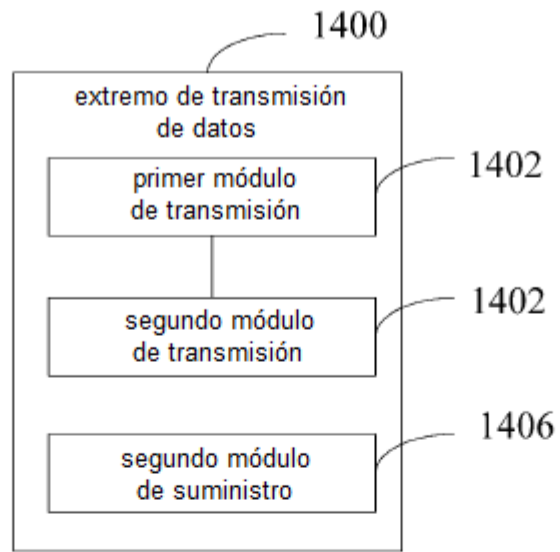 1400
extremo de transmisión
de datos
primer módulo
de transmisión
1402
segundo módulo
de transmisión
1402
segundo módulo
de suministro
1406